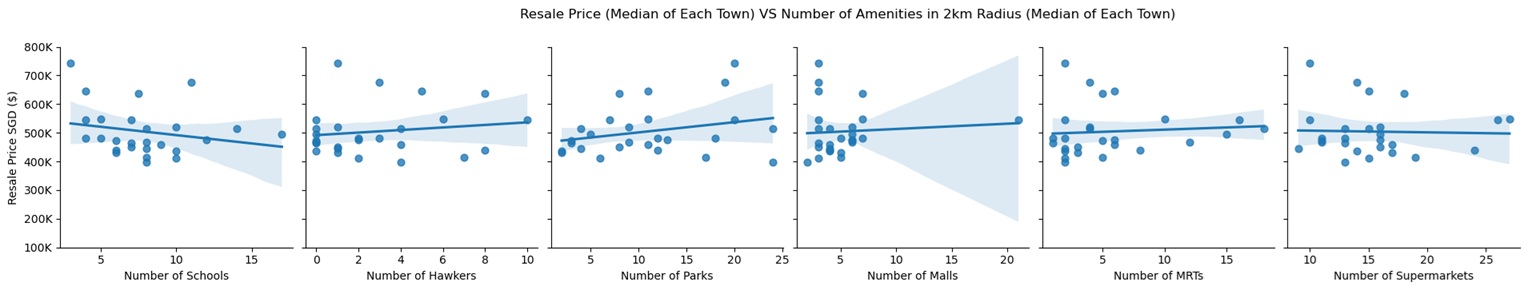 Resale Price (Median of Each Town) VS Number of Amenities in 2km Radius (Median of Each Town)
Resale Price SGD ($)
800K
700K
600K
500K
400K
300K
200K
100K
5 10 15
Number of Schools
0 2 4 6 8 10
Number of Hawkers
5 10 15 20 25
Number of Parks
5 10 15 20
Number of Malls
5 10 15
Number of MRTs
10 15 20 25
Number of Supermarkets